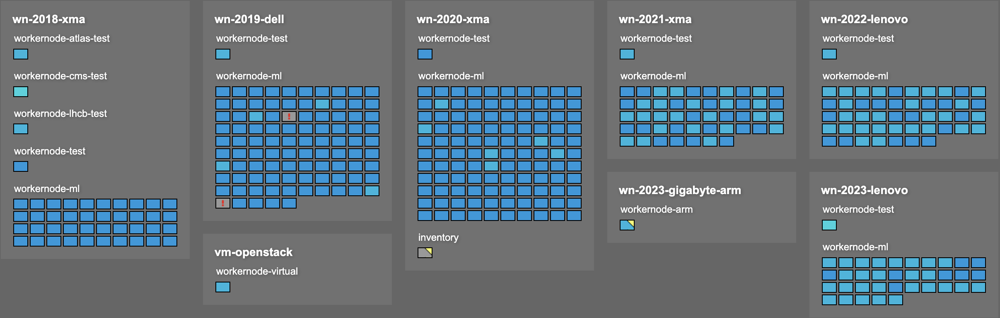 wn-2018-xma
workernode-atlas-test
workernode-cms-test
workernode-lhcb-test
workernode-test
workernode-ml
wn-2019-dell
workernode-test
workernode-ml
!
!
vm-openstack
workernode-virtual
wn-2020-xma
workernode-test
workernode-ml
inventory
wn-2021-xma
workernode-test
workernode-ml
wn-2023-gigabyte-arm
workernode-arm
wn-2022-lenovo
workernode-test
workernode-ml
wn-2023-lenovo
workernode-test
workernode-ml